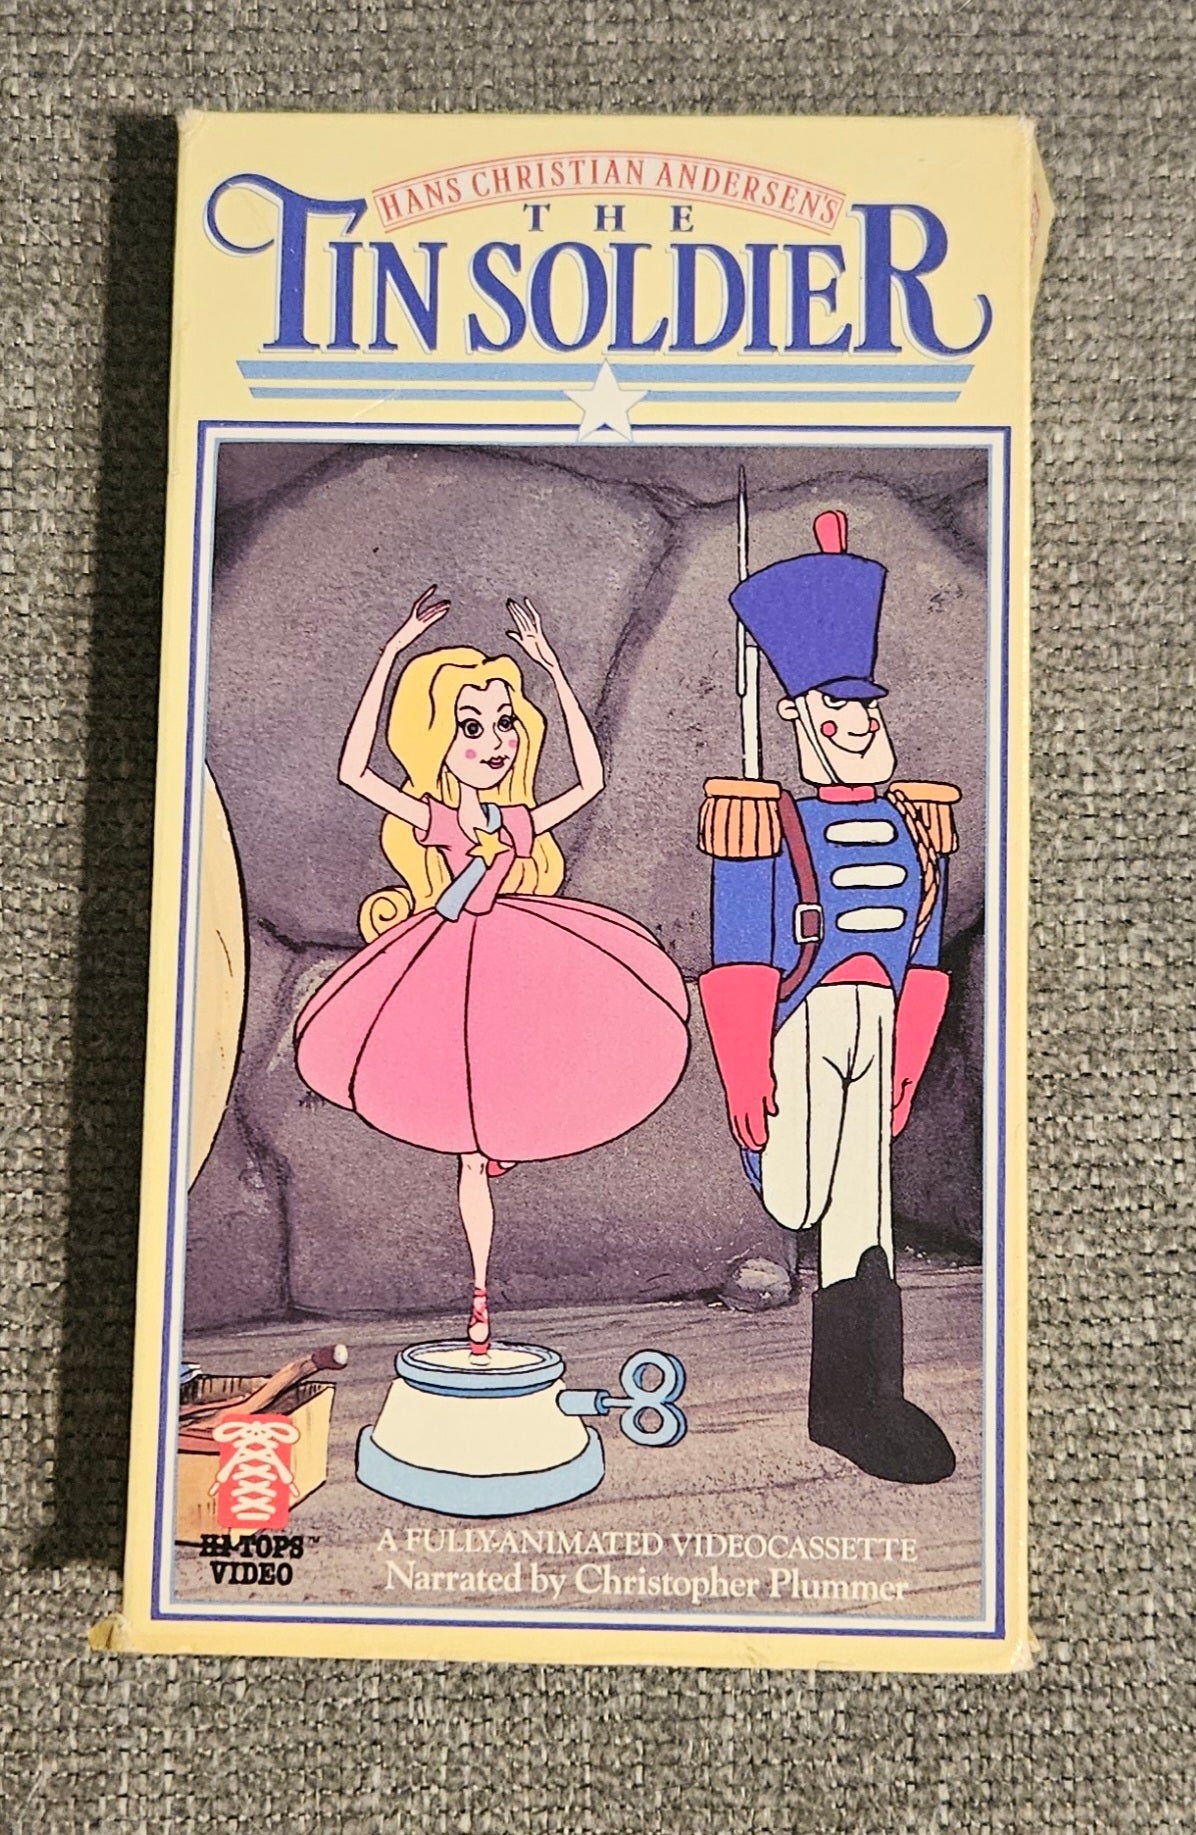 HANS CHRISTIAN ANDERSEN'S
THE
TIN SOLDIER
HI-TOPS™
VIDEO
A FULLY-ANIMATED VIDEOCASSETTE
Narrated by Christopher Plummer